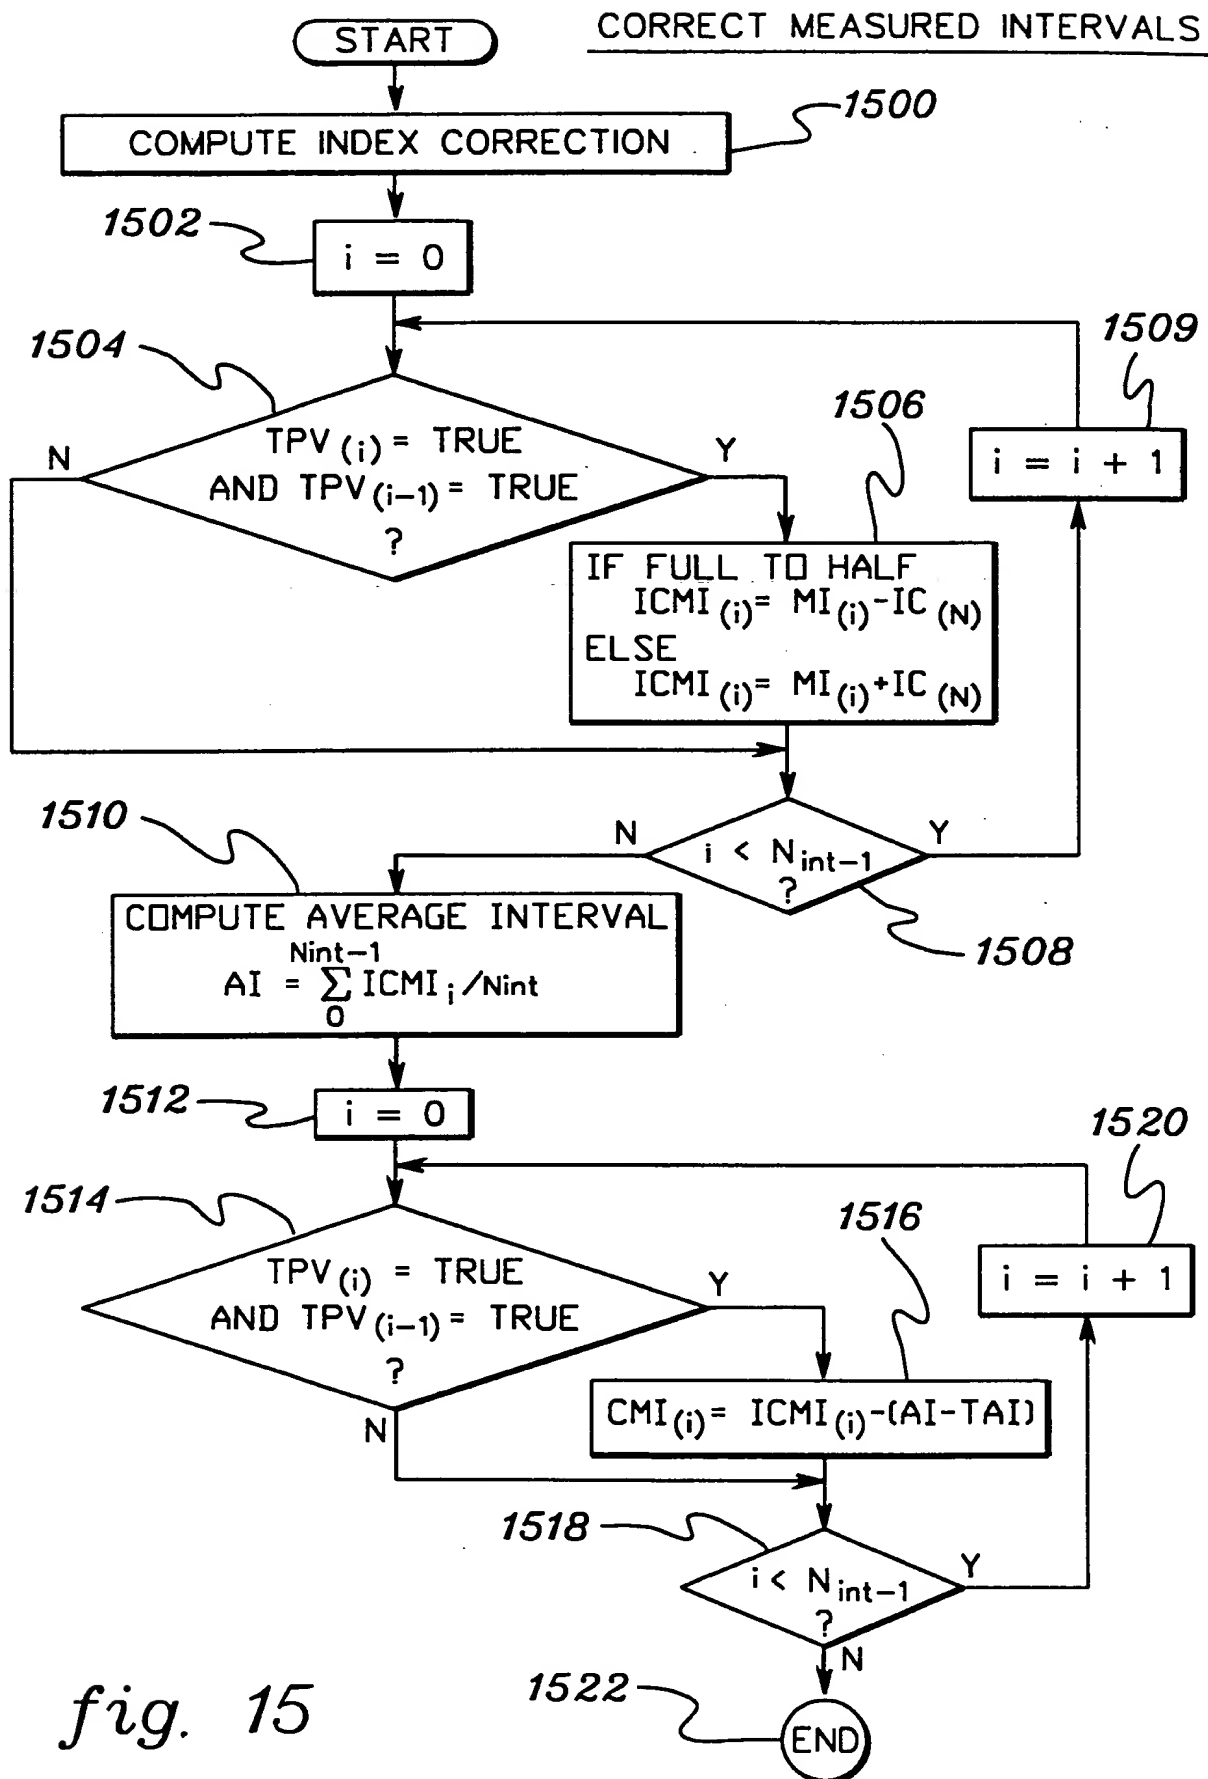 CORRECT MEASURED INTERVALS
START
1500
COMPUTE INDEX CORRECTION
1502
i = 0
1504
1509
1506
TPV(i) = TRUE
AND TPV(i-1) = TRUE
?
N
Y
i = i + 1
IF FULL TO HALF
ICMI(i) = MI(i)-IC(N)
ELSE
ICMI(i) = MI(i)+IC(N)
1510
N
Y
i < Nint-1
?
1508
COMPUTE AVERAGE INTERVAL
Nint-1
AI = ∑ ICMIi/Nint
0
1512
i = 0
1520
1514
1516
TPV(i) = TRUE
AND TPV(i-1) = TRUE
?
Y
N
i = i + 1
CMI(i) = ICMI(i)-(AI-TAI)
1518
i < Nint-1
?
Y
N
1522
END
fig. 15